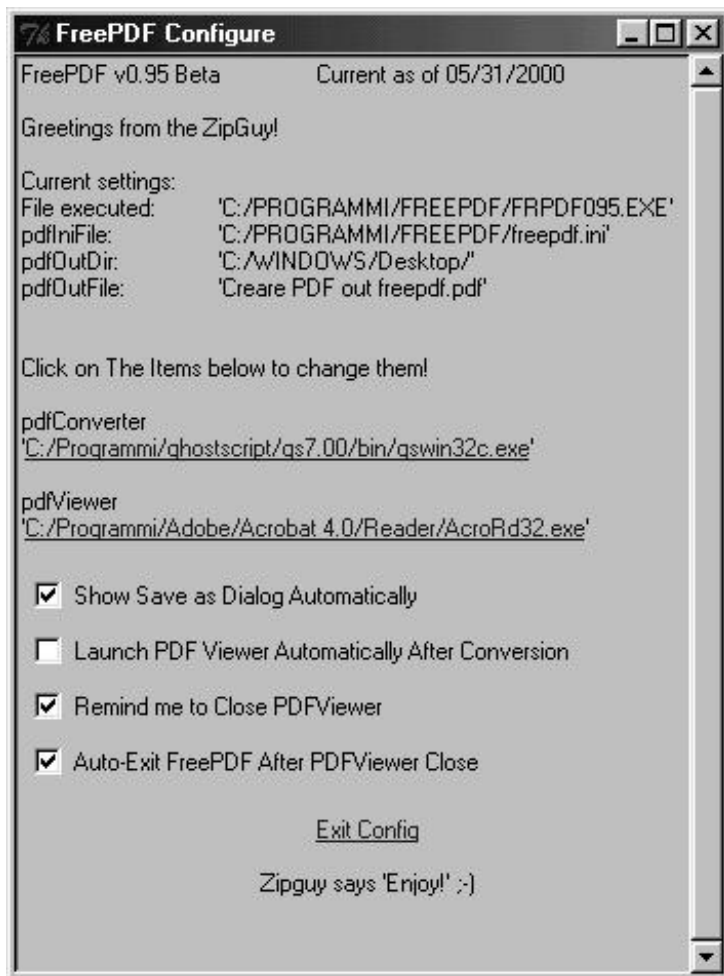 FreePDF Configure
FreePDF v0.95 Beta Current as of 05/31/2000
Greetings from the ZipGuy!
Current settings:
File executed: 'C:/PROGRAMMI/FREEPDF/FRPDF095.EXE'
pdfIniFile: 'C:/PROGRAMMI/FREEPDF/freepdf.ini'
pdfOutDir: 'C:/WINDOWS/Desktop/'
pdfOutFile: 'Creare PDF out freepdf.pdf'
Click on The Items below to change them!
pdfConverter
'C:/Programmi/ghostscript/gs7.00/bin/gswin32c.exe'
pdfViewer
'C:/Programmi/Adobe/Acrobat 4.0/Reader/AcroRd32.exe'
Show Save as Dialog Automatically
Launch PDF Viewer Automatically After Conversion
Remind me to Close PDFViewer
Auto-Exit FreePDF After PDFViewer Close
Exit Config
Zipguy says 'Enjoy!' ;-)